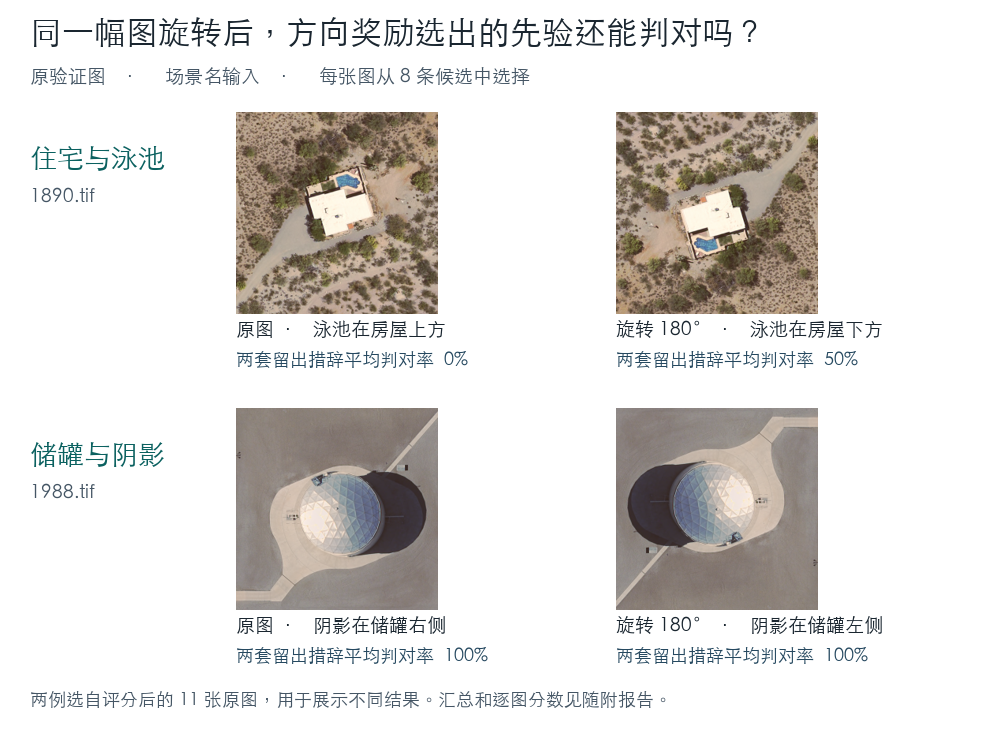 同一幅图旋转后，方向奖励选出的先验还能判对吗？
原验证图 · 场景名输入 · 每张图从 8 条候选中选择
住宅与泳池
1890.tif
原图 · 泳池在房屋上方
两套留出措辞平均判对率 0%
旋转 180° · 泳池在房屋下方
两套留出措辞平均判对率 50%
储罐与阴影
1988.tif
原图 · 阴影在储罐右侧
两套留出措辞平均判对率 100%
旋转 180° · 阴影在储罐左侧
两套留出措辞平均判对率 100%
两例选自评分后的 11 张原图，用于展示不同结果。汇总和逐图分数见随附报告。